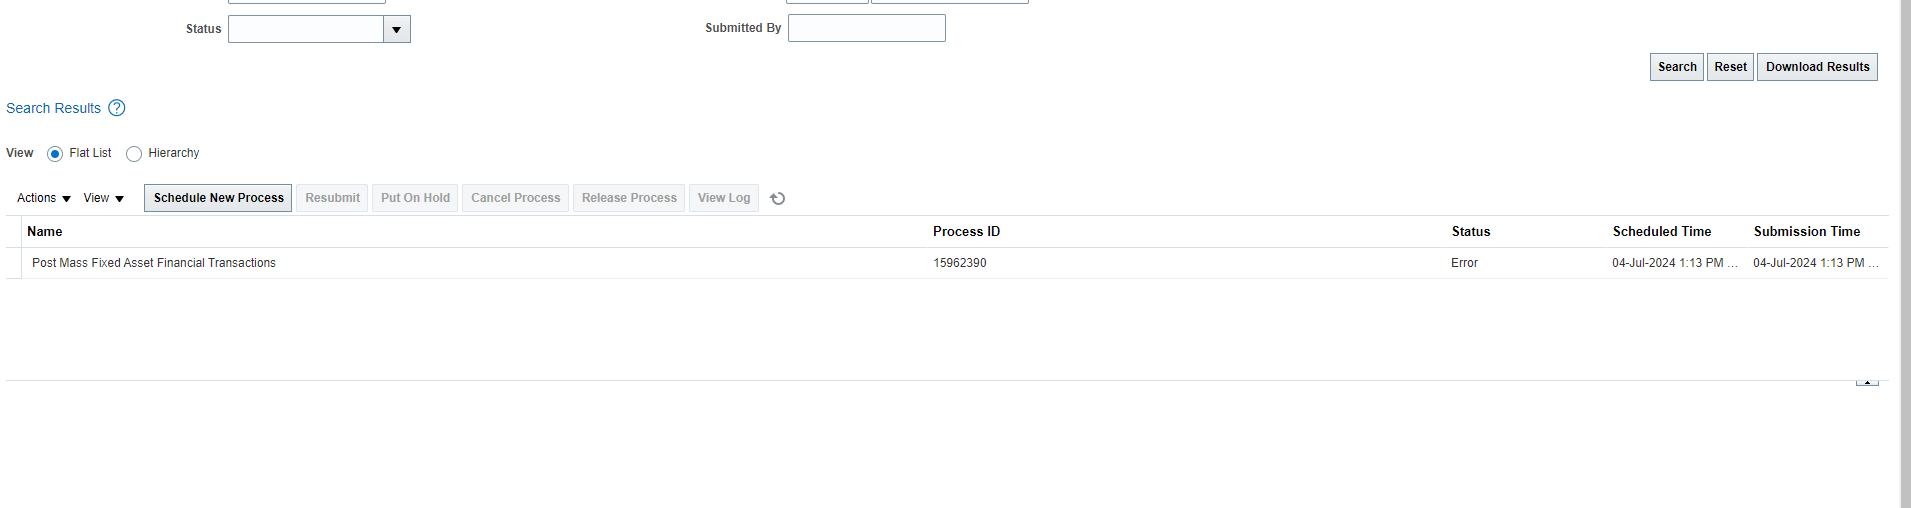 Status Submitted By
Search Reset Download Results
Search Results ?
View Flat List Hierarchy
Actions View Schedule New Process Resubmit Put On Hold Cancel Process Release Process View Log
Name Process ID Status Scheduled Time Submission Time
Post Mass Fixed Asset Financial Transactions 15962390 Error 04-Jul-2024 1:13 PM ... 04-Jul-2024 1:13 PM ...